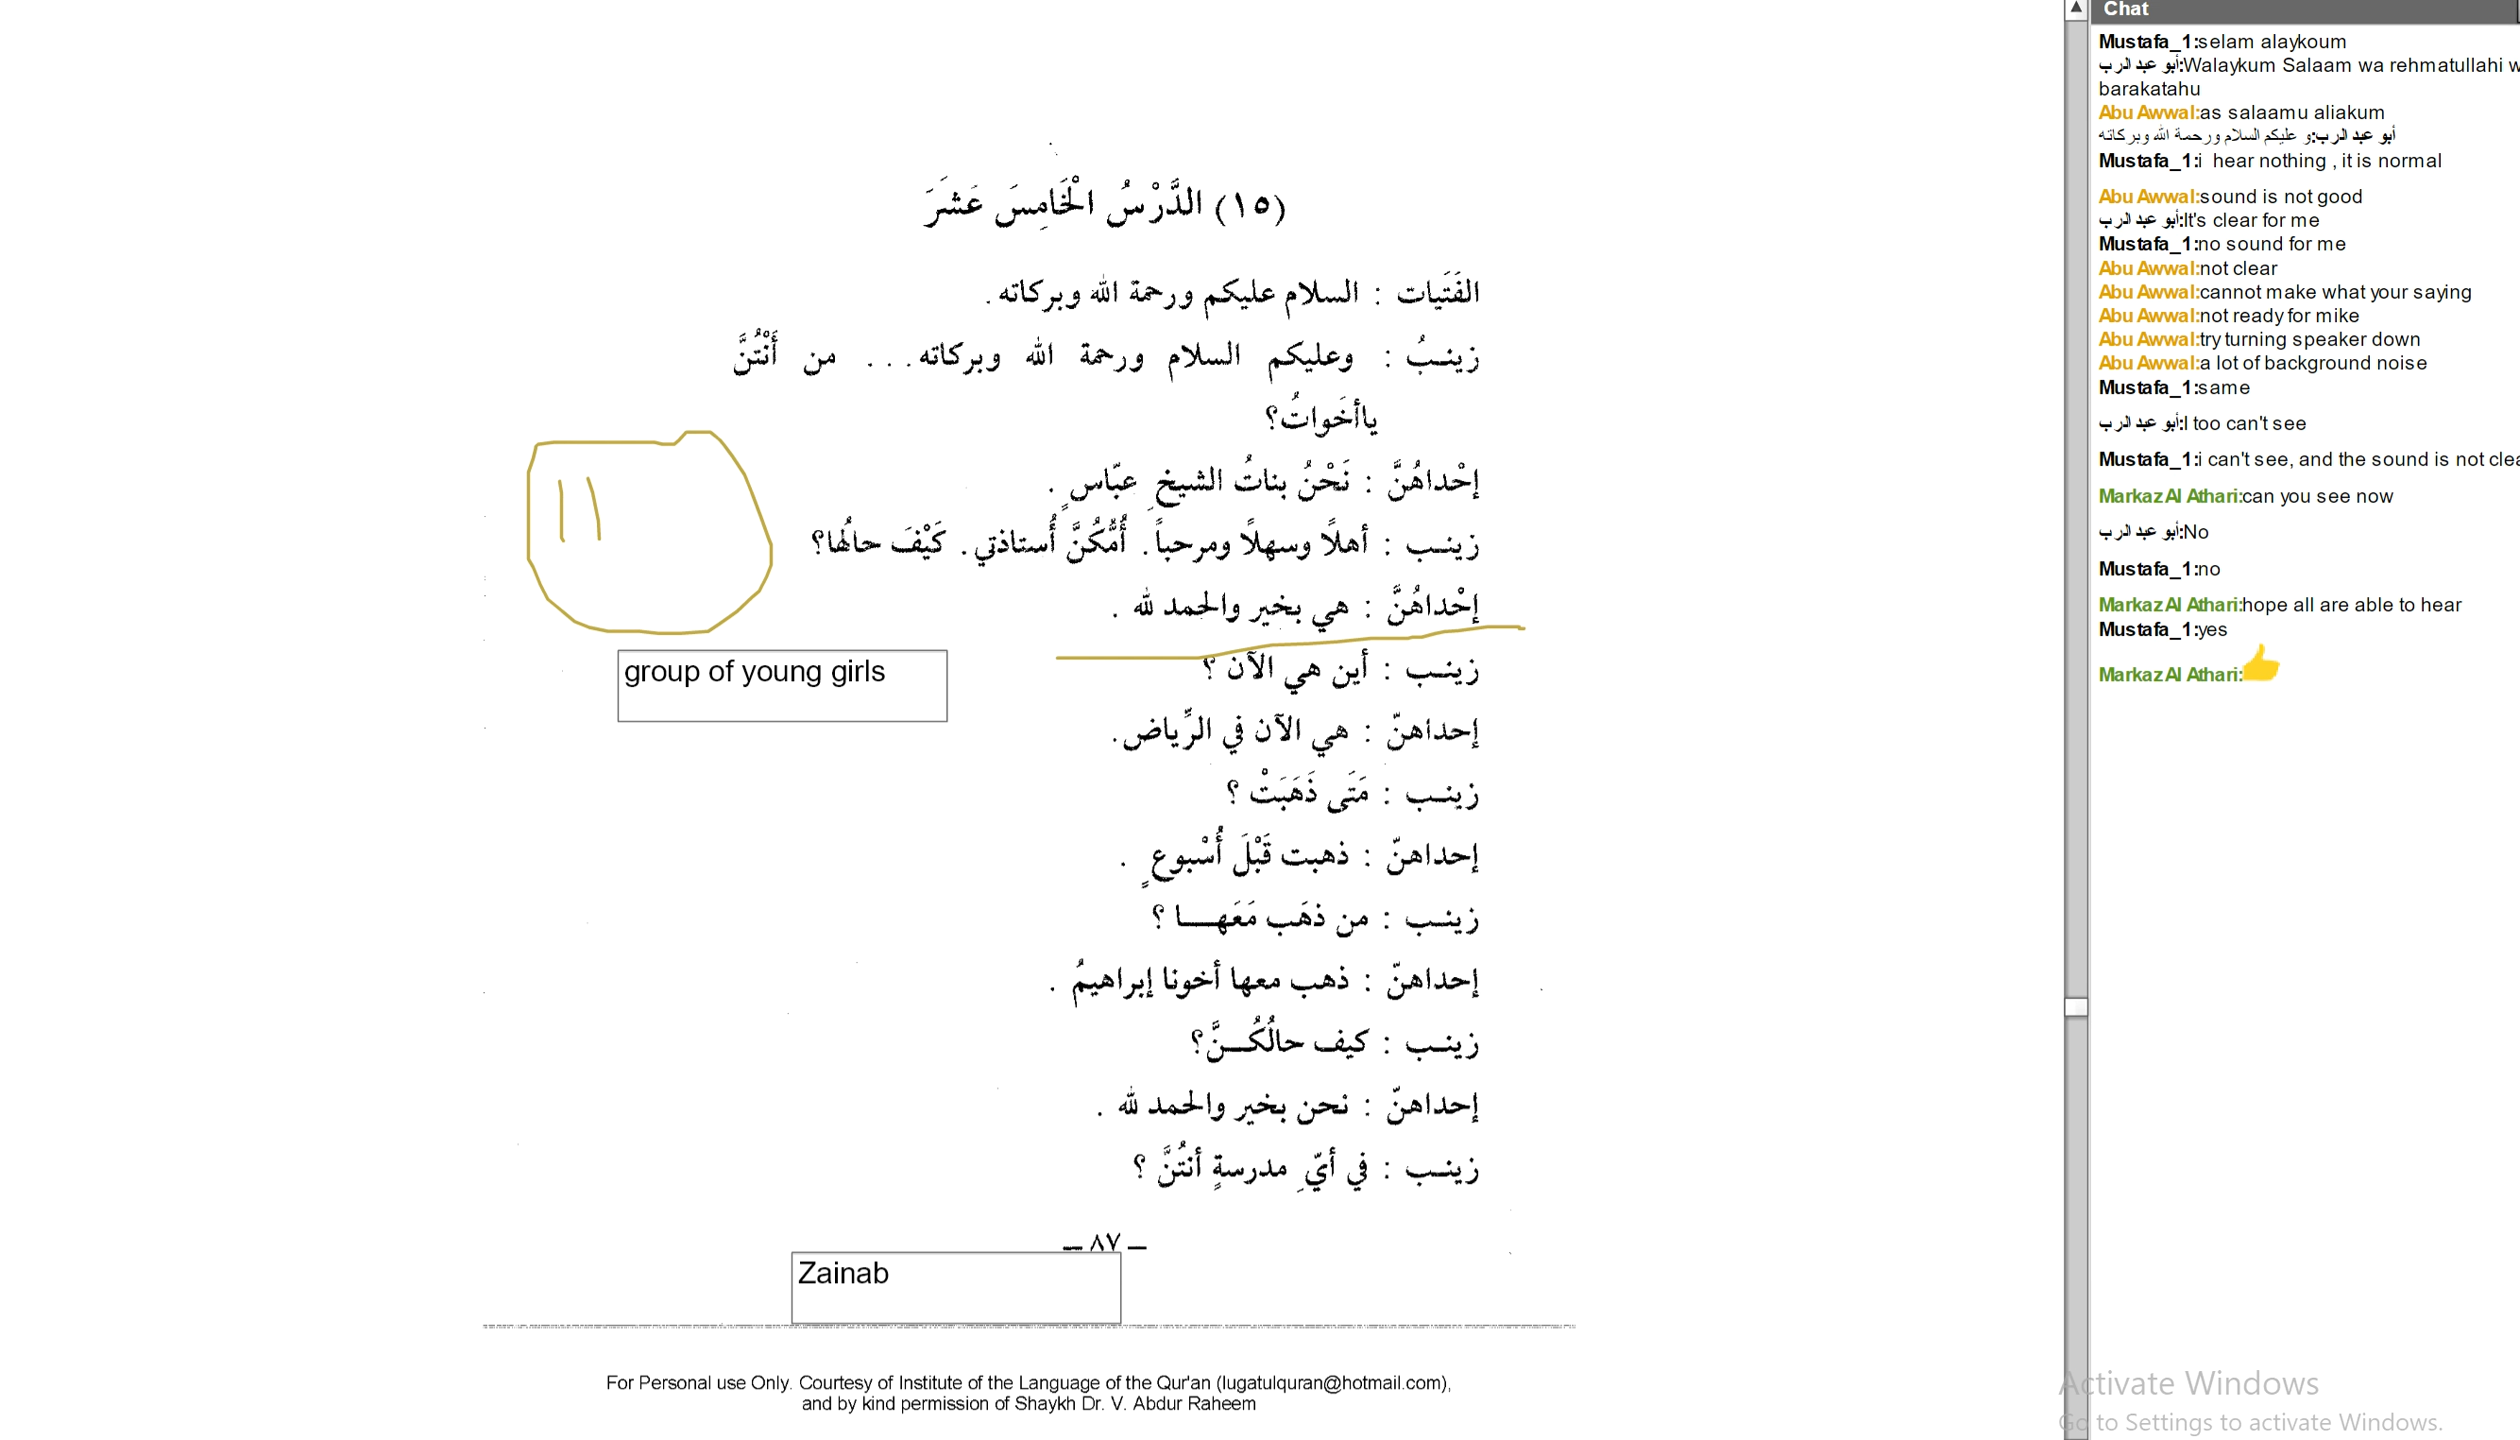 (١٥) الدَّرْسُ الْخَامِسَ عَشَرَ
الفَتَيات : السلام عليكم ورحمة الله وبركاته .
زينبُ : وعليكم السلام ورحمة الله وبركاته . . . من أَنْتُنَّ
ياأخَواتُ؟
إحْداهُنَّ : نَحْنُ بناتُ الشيخِ عبّاسٍ .
زينب : أهلاً وسهلاً ومرحباً . أُمُّكُنَّ أُستاذتي . كَيْفَ حالُها؟
إحْداهُنَّ : هي بخير والحمد لله .
زينب : أين هي الآن ؟
إحداهنّ : هي الآن في الرِّياض .
زينب : مَتَى ذَهَبَتْ ؟
إحداهنّ : ذهبت قَبْلَ أُسْبوعٍ .
زينب : من ذهَب مَعَهـا ؟
إحداهنّ : ذهب معها أخونا إبراهيمُ .
زينب : كيف حالُكُـنَّ؟
إحداهنّ : نحن بخير والحمد لله .
زينب : في أيِّ مدرسةٍ أنتُنَّ ؟
– ٨٧ –
group of young girls
Zainab
For Personal use Only. Courtesy of Institute of the Language of the Qur'an (lugatulquran@hotmail.com),
and by kind permission of Shaykh Dr. V. Abdur Raheem
Chat
Mustafa_1:selam alaykoum
أبو عبد الرب:Walaykum Salaam wa rehmatullahi w
barakatahu
Abu Awwal:as salaamu aliakum
أبو عبد الرب:و عليكم السلام ورحمة الله وبركاته
Mustafa_1:i hear nothing , it is normal
Abu Awwal:sound is not good
أبو عبد الرب:It's clear for me
Mustafa_1:no sound for me
Abu Awwal:not clear
Abu Awwal:cannot make what your saying
Abu Awwal:not ready for mike
Abu Awwal:try turning speaker down
Abu Awwal:a lot of background noise
Mustafa_1:same
أبو عبد الرب:I too can't see
Mustafa_1:i can't see, and the sound is not clea
Markaz Al Athari:can you see now
أبو عبد الرب:No
Mustafa_1:no
Markaz Al Athari:hope all are able to hear
Mustafa_1:yes
Markaz Al Athari:
Activate Windows
Go to Settings to activate Windows.